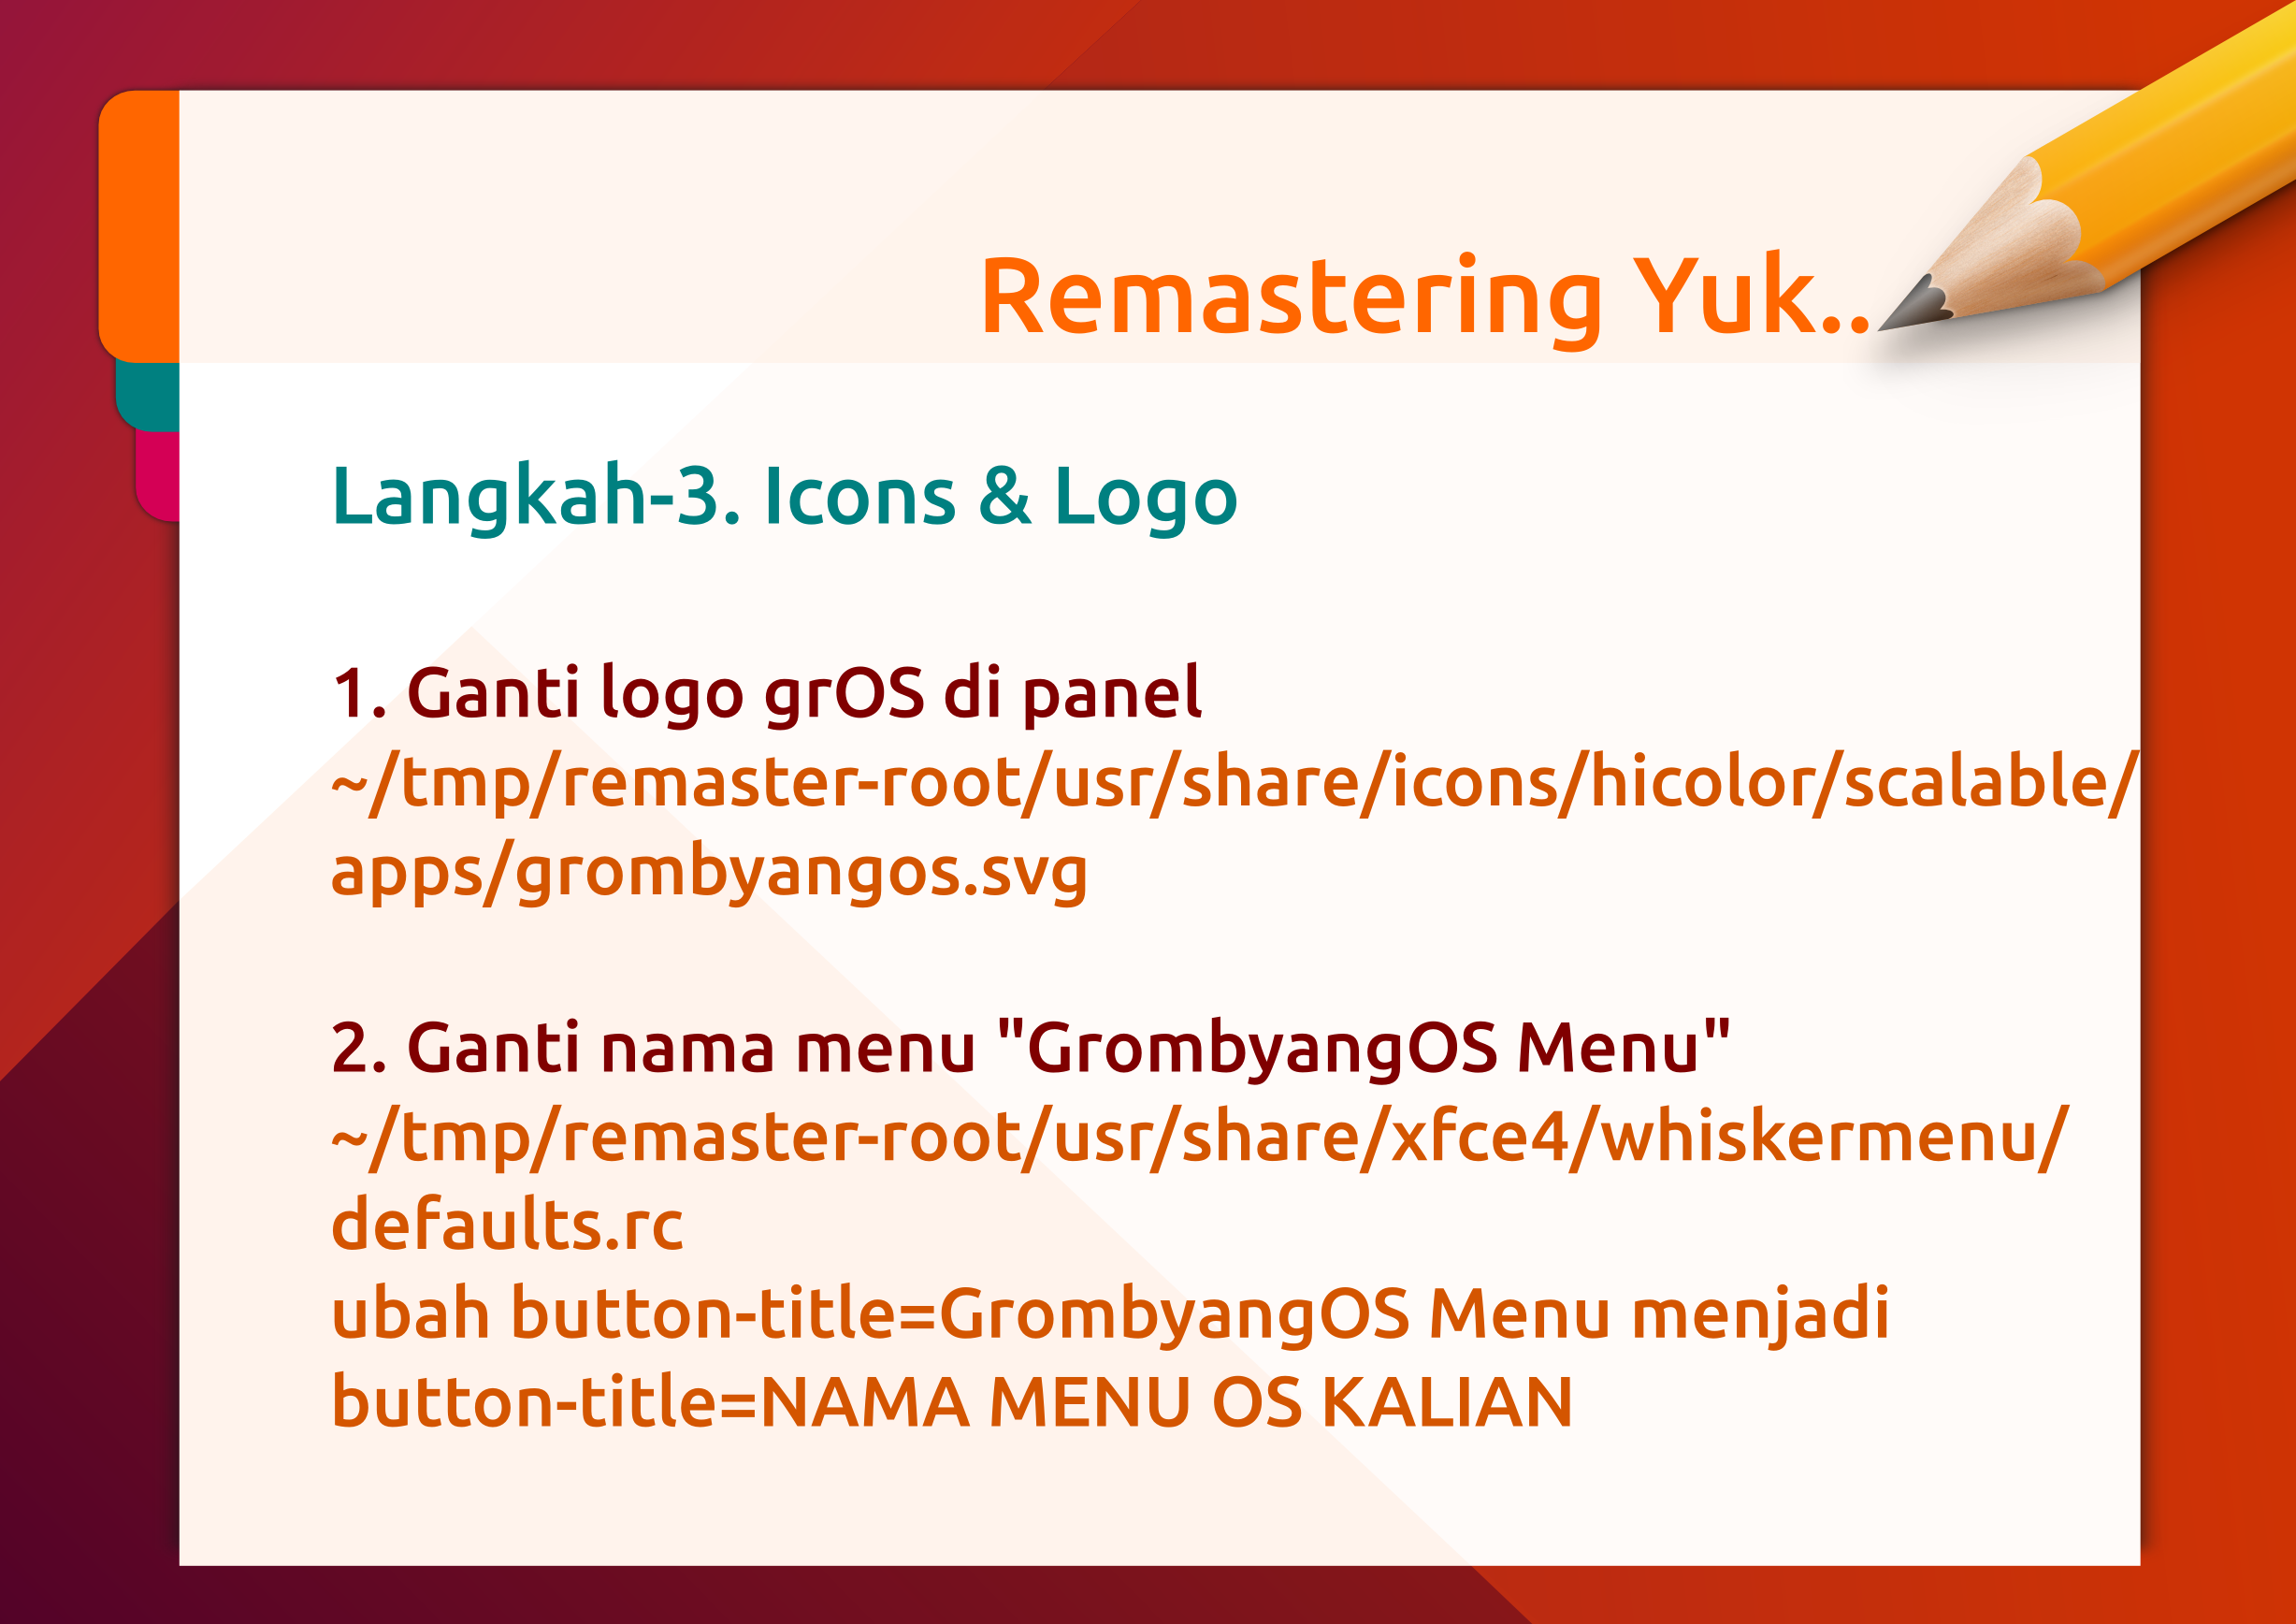 Remastering Yuk..
Langkah-3. Icons & Logo
1. Ganti logo grOS di panel
~/tmp/remaster-root/usr/share/icons/hicolor/scalable/
apps/grombyangos.svg
2. Ganti nama menu "GrombyangOS Menu"
~/tmp/remaster-root/usr/share/xfce4/whiskermenu/
defaults.rc
ubah button-title=GrombyangOS Menu menjadi
button-title=NAMA MENU OS KALIAN